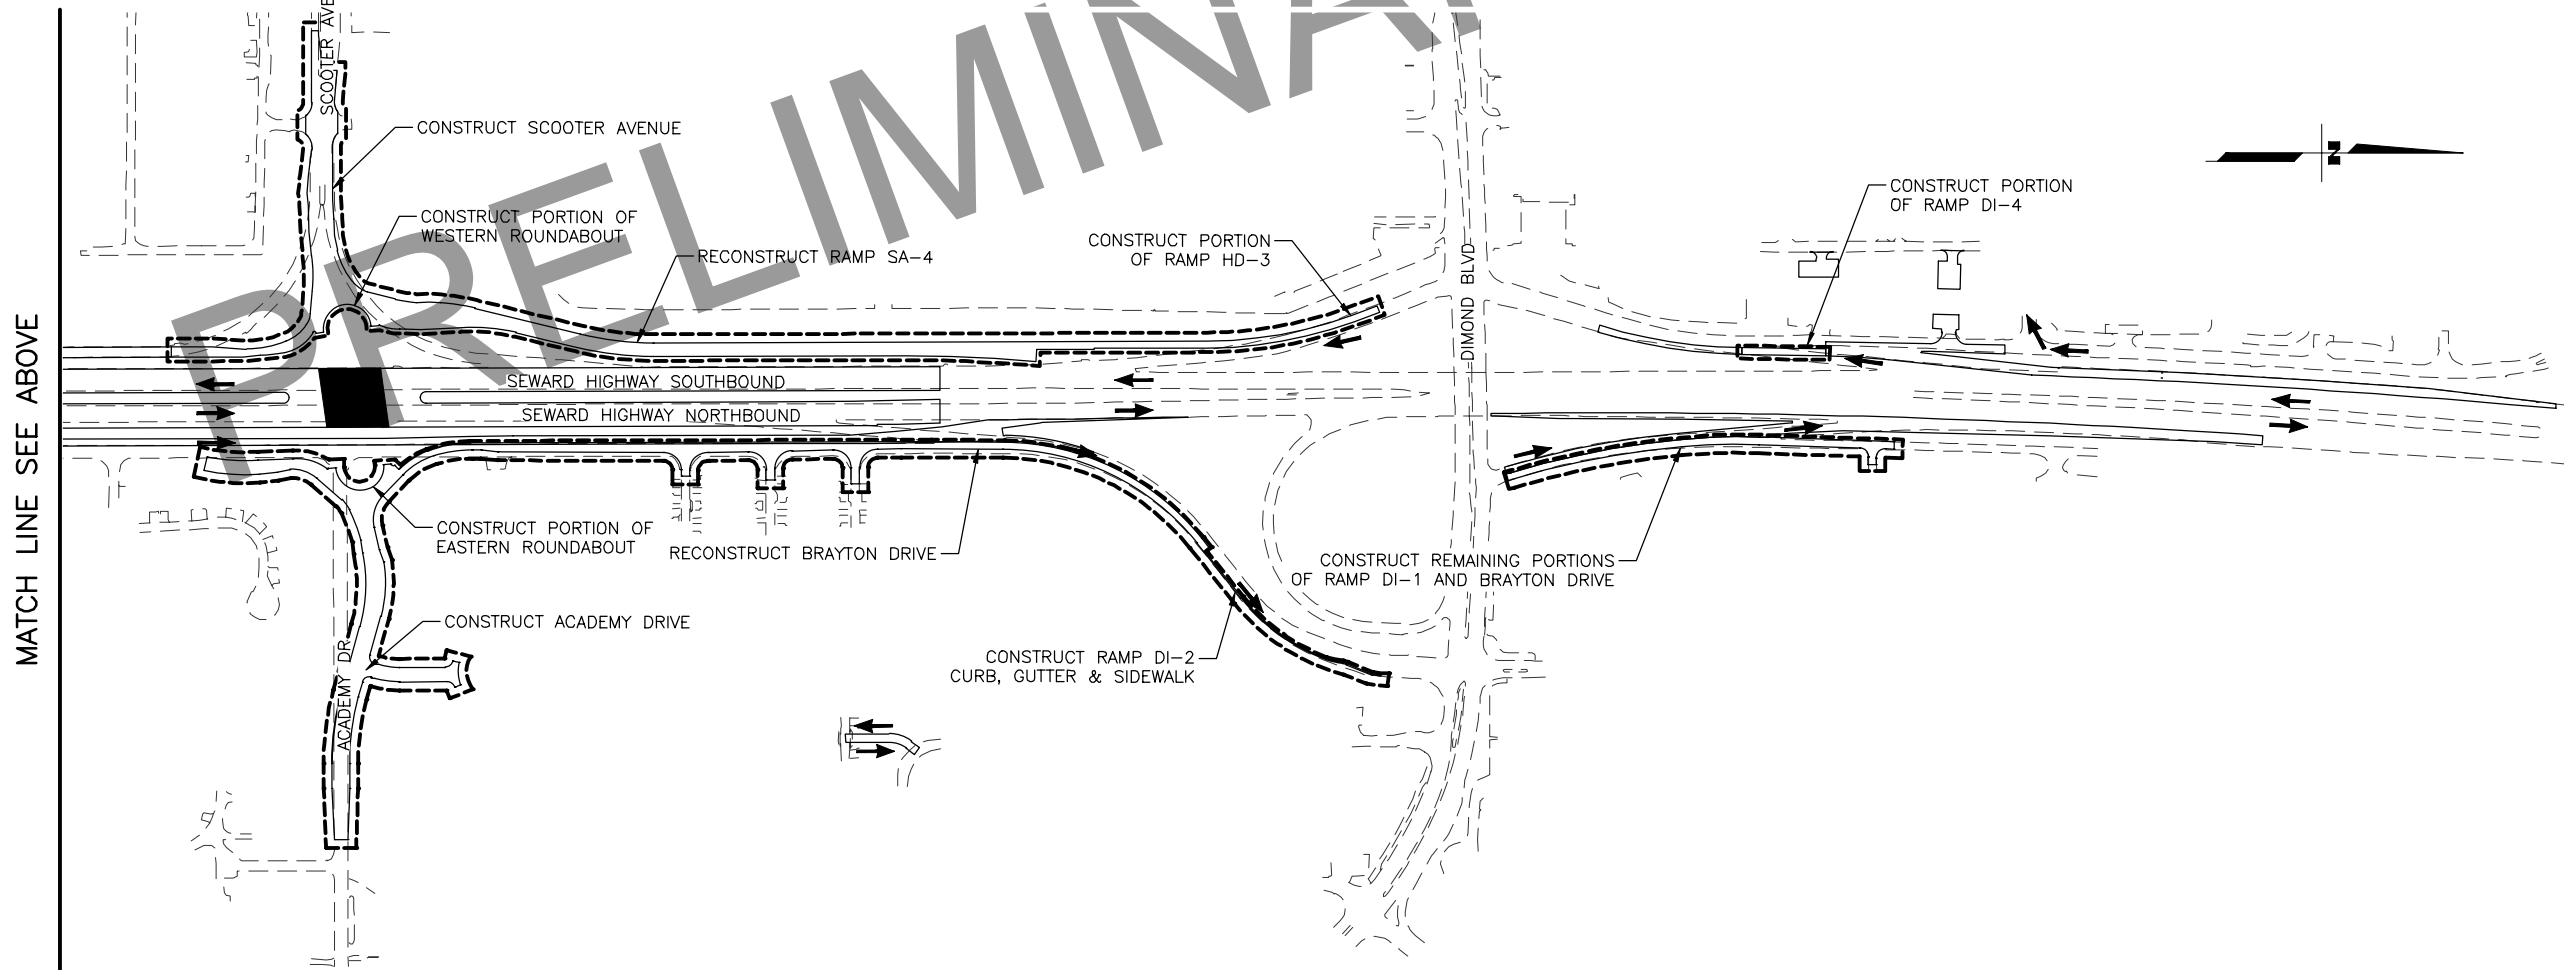 SCOOTER AVE
CONSTRUCT SCOOTER AVENUE
CONSTRUCT PORTION OF
WESTERN ROUNDABOUT
RECONSTRUCT RAMP SA-4
CONSTRUCT PORTION
OF RAMP HD-3
DIMOND BLVD
CONSTRUCT PORTION
OF RAMP DI-4
N
SEWARD HIGHWAY SOUTHBOUND
SEWARD HIGHWAY NORTHBOUND
MATCH LINE SEE ABOVE
CONSTRUCT PORTION OF
EASTERN ROUNDABOUT
RECONSTRUCT BRAYTON DRIVE
CONSTRUCT REMAINING PORTIONS
OF RAMP DI-1 AND BRAYTON DRIVE
CONSTRUCT ACADEMY DRIVE
ACADEMY DR
CONSTRUCT RAMP DI-2
CURB, GUTTER & SIDEWALK
PRELIMINA